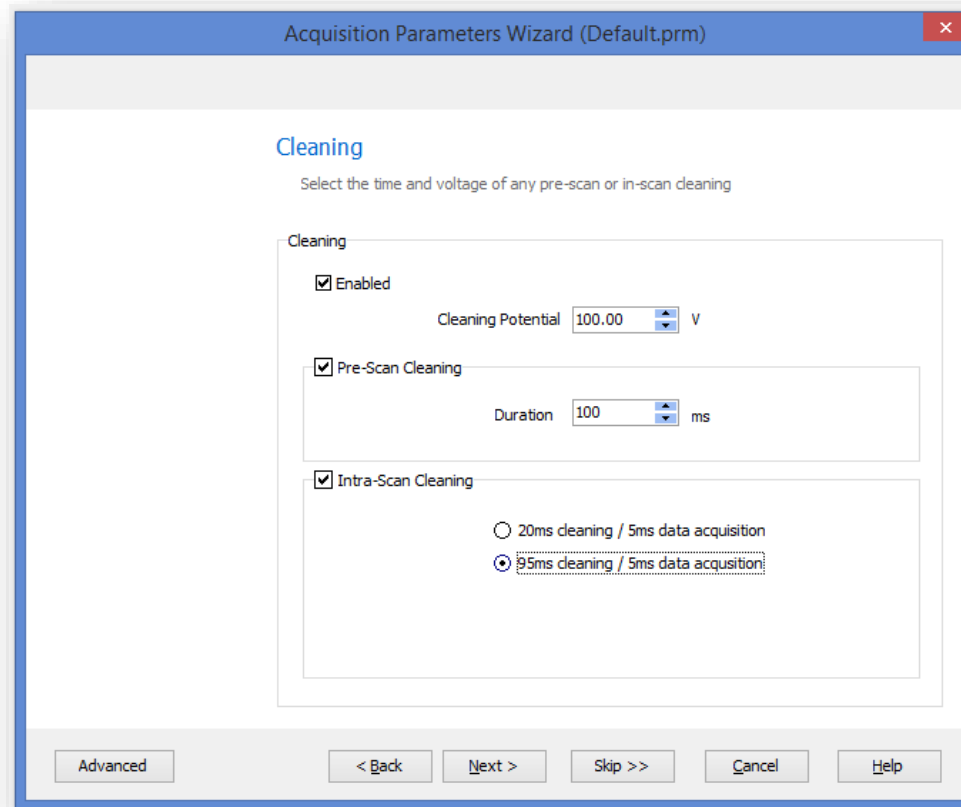 Acquisition Parameters Wizard (Default.prm)
Cleaning
Select the time and voltage of any pre-scan or in-scan cleaning
Cleaning
Enabled
Cleaning Potential 100.00 V
Pre-Scan Cleaning
Duration 100 ms
Intra-Scan Cleaning
20ms cleaning / 5ms data acquisition
95ms cleaning / 5ms data acqusition
Advanced < Back Next > Skip >> Cancel Help